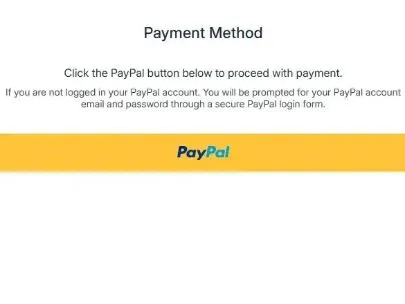 Payment Method
Click the PayPal button below to proceed with payment.
If you are not logged in your PayPal account. You will be prompted for your PayPal account
email and password through a secure PayPal login form.
PayPal